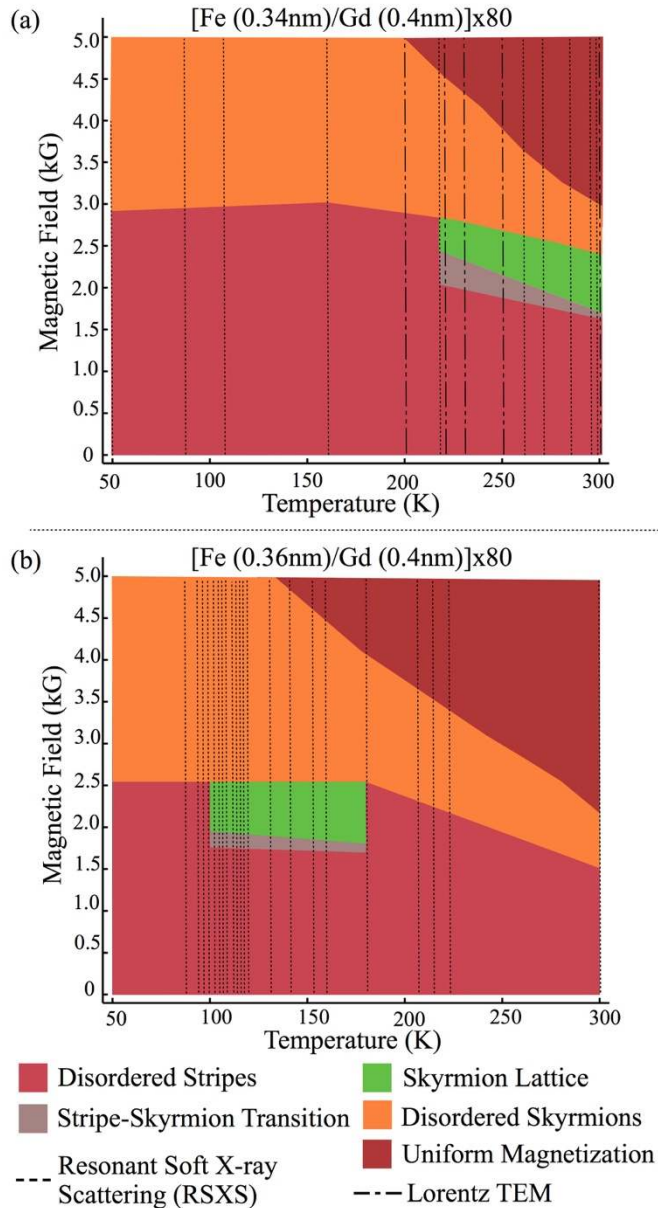 (a)
[Fe (0.34nm)/Gd (0.4nm)]x80
5.0
4.5
4.0
3.5
3.0
2.5
2.0
1.5
1.0
0.5
0
Magnetic Field (kG)
50 100 150 200 250 300
Temperature (K)
(b)
[Fe (0.36nm)/Gd (0.4nm)]x80
5.0
4.5
4.0
3.5
3.0
2.5
2.0
1.5
1.0
0.5
0
Magnetic Field (kG)
50 100 150 200 250 300
Temperature (K)
Disordered Stripes
Skyrmion Lattice
Stripe-Skyrmion Transition
Disordered Skyrmions
Uniform Magnetization
Resonant Soft X-ray
Scattering (RSXS)
Lorentz TEM